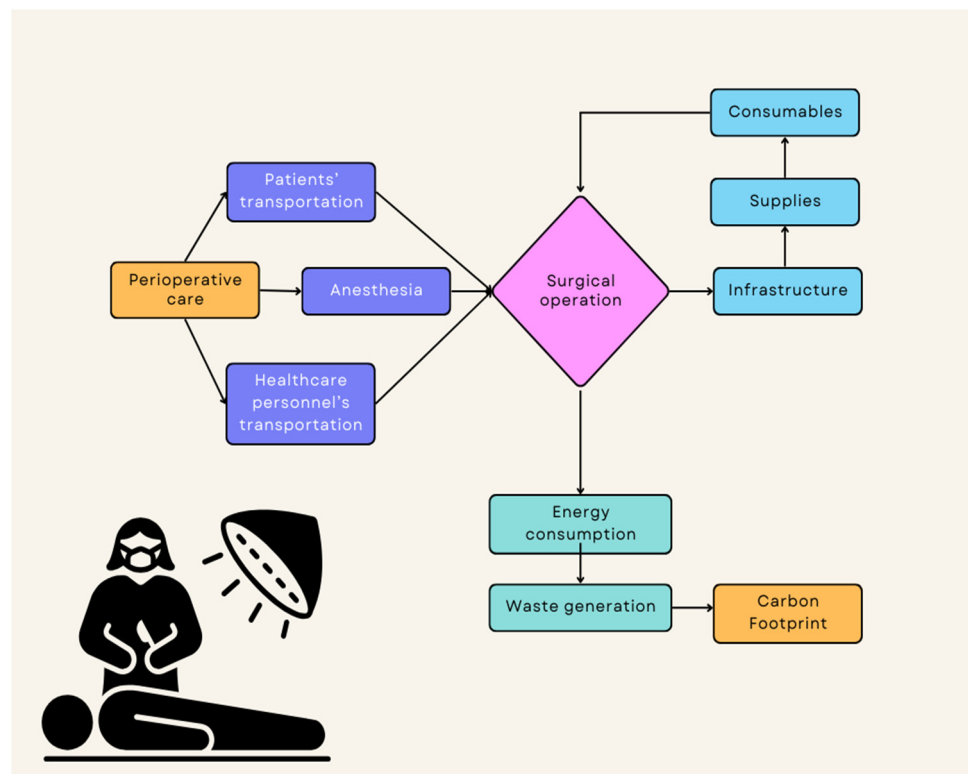 Consumables
Patients’
transportation
Supplies
Perioperative
care
Anesthesia
Surgical
operation
Infrastructure
Healthcare
personnel’s
transportation
Energy
consumption
Waste generation
Carbon
Footprint